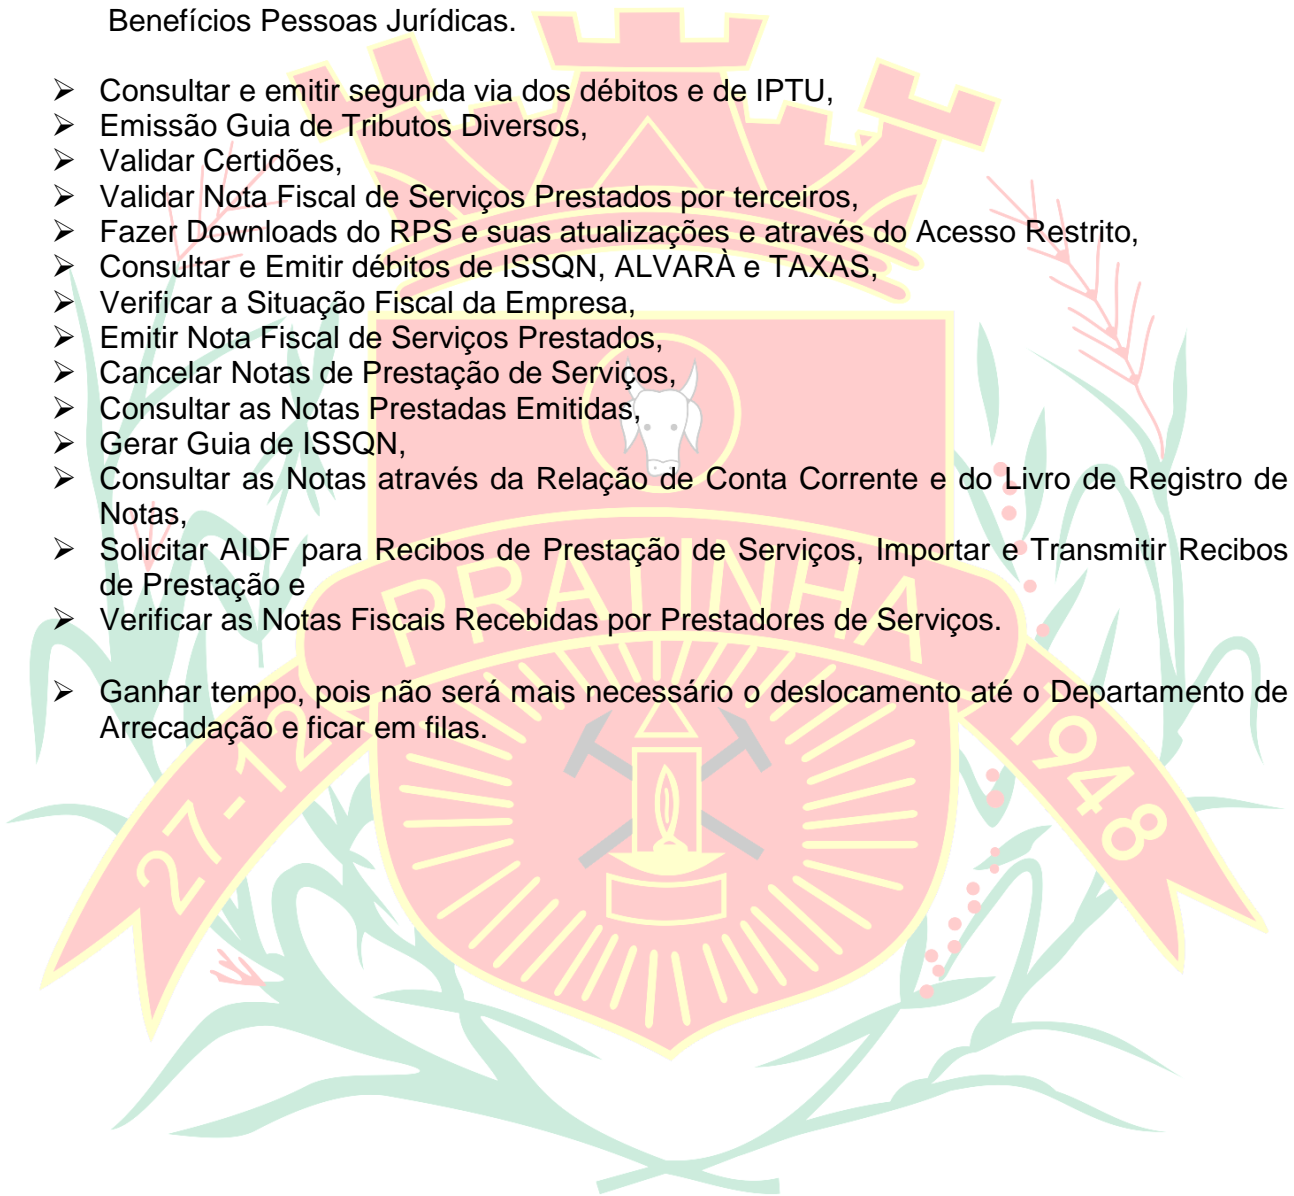 Benefícios Pessoas Jurídicas.
➢ Consultar e emitir segunda via dos débitos e de IPTU,
➢ Emissão Guia de Tributos Diversos,
➢ Validar Certidões,
➢ Validar Nota Fiscal de Serviços Prestados por terceiros,
➢ Fazer Downloads do RPS e suas atualizações e através do Acesso Restrito,
➢ Consultar e Emitir débitos de ISSQN, ALVARÀ e TAXAS,
➢ Verificar a Situação Fiscal da Empresa,
➢ Emitir Nota Fiscal de Serviços Prestados,
➢ Cancelar Notas de Prestação de Serviços,
➢ Consultar as Notas Prestadas Emitidas,
➢ Gerar Guia de ISSQN,
➢ Consultar as Notas através da Relação de Conta Corrente e do Livro de Registro de
Notas,
➢ Solicitar AIDF para Recibos de Prestação de Serviços, Importar e Transmitir Recibos
de Prestação e
➢ Verificar as Notas Fiscais Recebidas por Prestadores de Serviços.
➢ Ganhar tempo, pois não será mais necessário o deslocamento até o Departamento de
Arrecadação e ficar em filas.
PRATINHA
27-12
1948